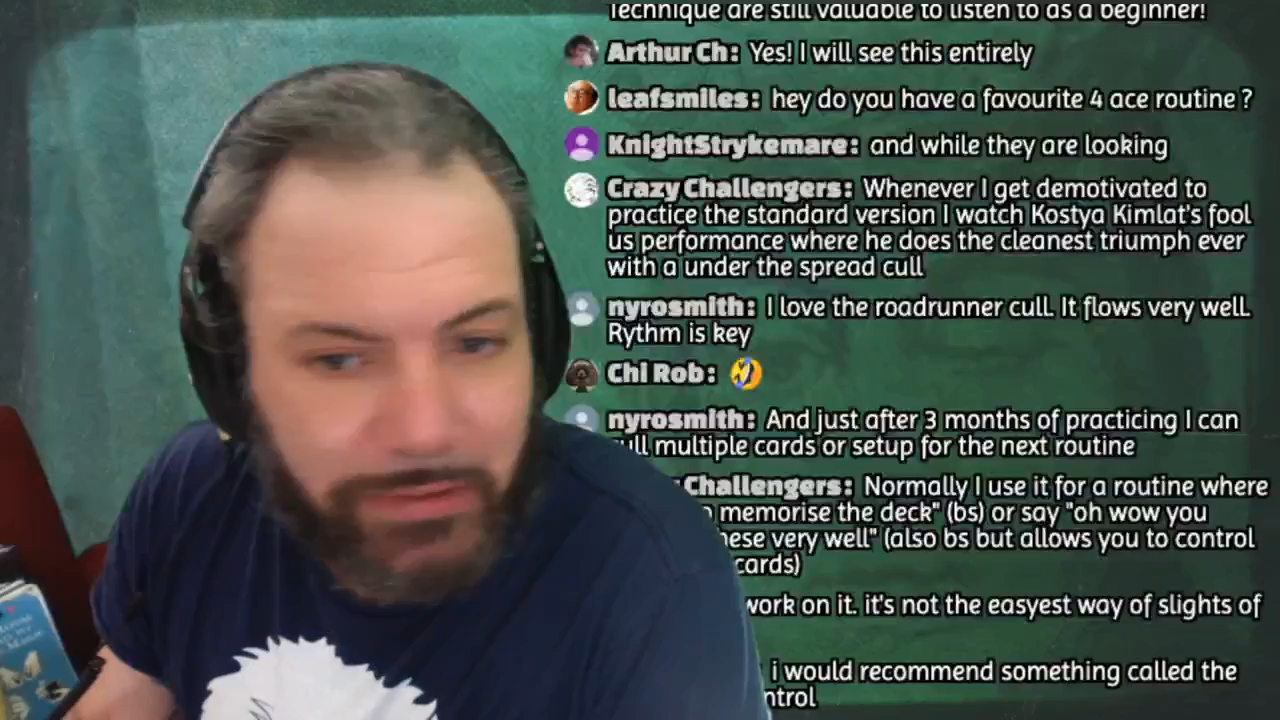 Technique are still valuable to listen to as a beginner!
Arthur Ch: Yes! I will see this entirely
leafsmiles: hey do you have a favourite 4 ace routine ?
KnightStrykemare: and while they are looking
Crazy Challengers: Whenever I get demotivated to
practice the standard version I watch Kostya Kimlat's fool
us performance where he does the cleanest triumph ever
with a under the spread cull
nyrosmith: I love the roadrunner cull. It flows very well.
Rythm is key
Chi Rob: 🤣
nyrosmith: And just after 3 months of practicing I can
ull multiple cards or setup for the next routine
Challengers: Normally I use it for a routine where
memorise the deck" (bs) or say "oh wow you
ese very well" (also bs but allows you to control
cards)
work on it. it's not the easyest way of slights of
i would recommend something called the
ntrol